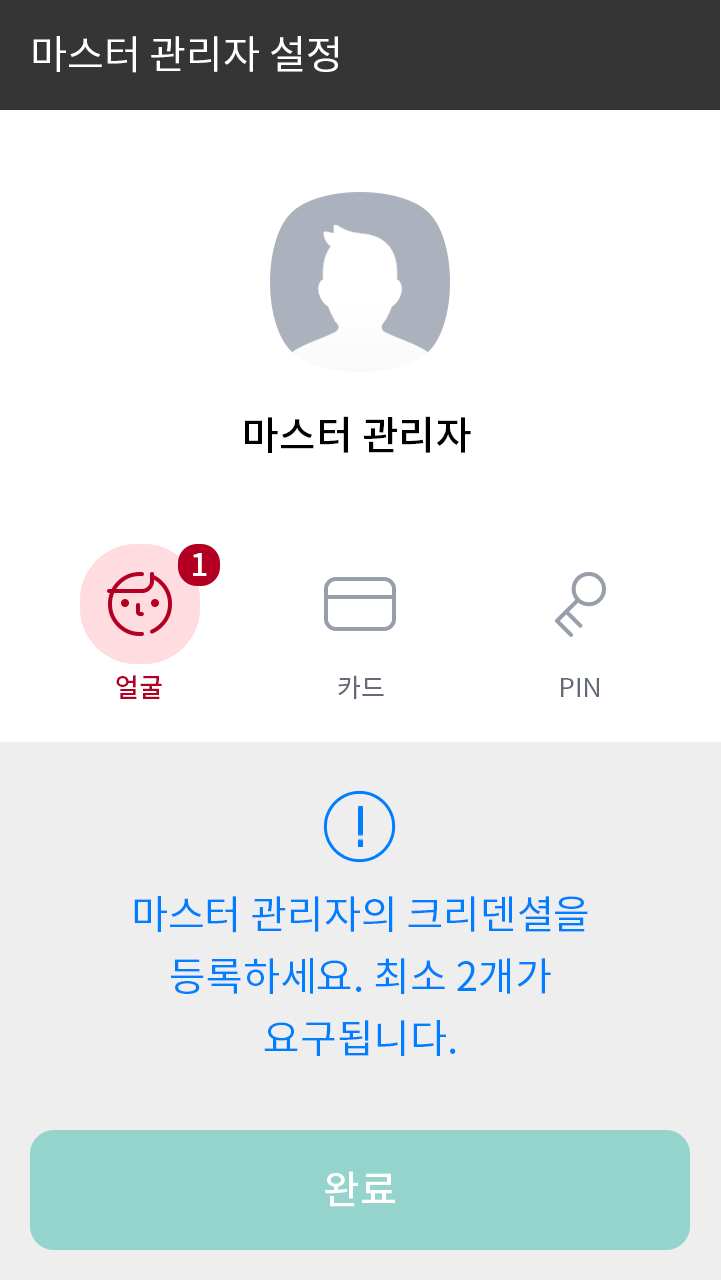 마스터 관리자 설정
마스터 관리자
1
얼굴
카드
PIN
마스터 관리자의 크리덴셜을
등록하세요. 최소 2개가
요구됩니다.
완료